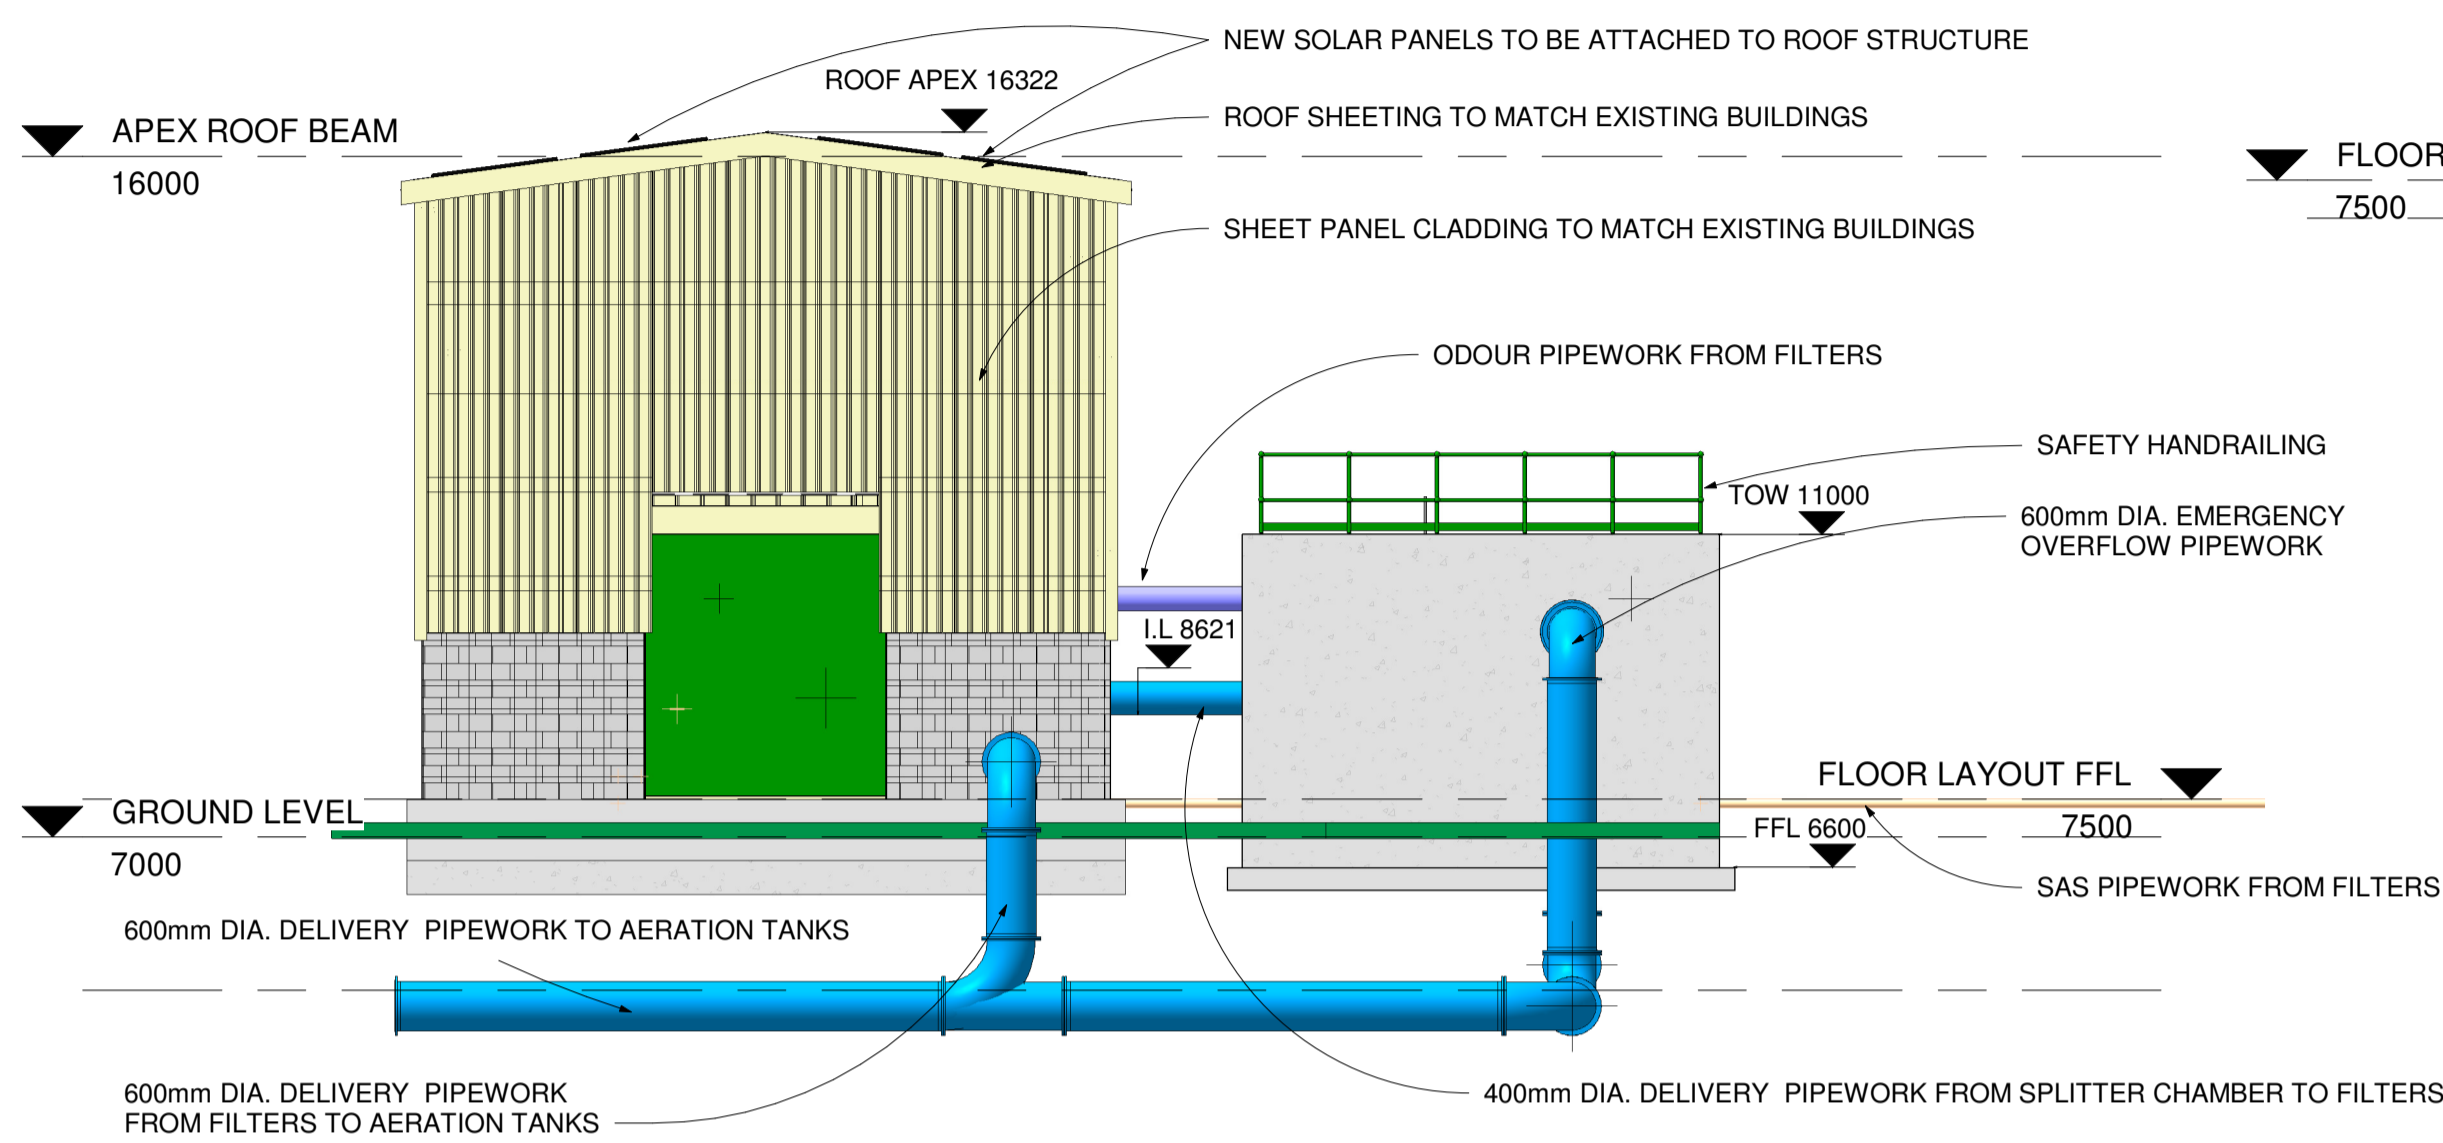 NEW SOLAR PANELS TO BE ATTACHED TO ROOF STRUCTURE
ROOF APEX 16322
ROOF SHEETING TO MATCH EXISTING BUILDINGS
APEX ROOF BEAM
16000
FLOOR
7500
SHEET PANEL CLADDING TO MATCH EXISTING BUILDINGS
ODOUR PIPEWORK FROM FILTERS
SAFETY HANDRAILING
TOW 11000
600mm DIA. EMERGENCY
OVERFLOW PIPEWORK
I.L 8621
FLOOR LAYOUT FFL
7500
GROUND LEVEL
7000
FFL 6600
SAS PIPEWORK FROM FILTERS
600mm DIA. DELIVERY PIPEWORK TO AERATION TANKS
600mm DIA. DELIVERY PIPEWORK
FROM FILTERS TO AERATION TANKS
400mm DIA. DELIVERY PIPEWORK FROM SPLITTER CHAMBER TO FILTERS